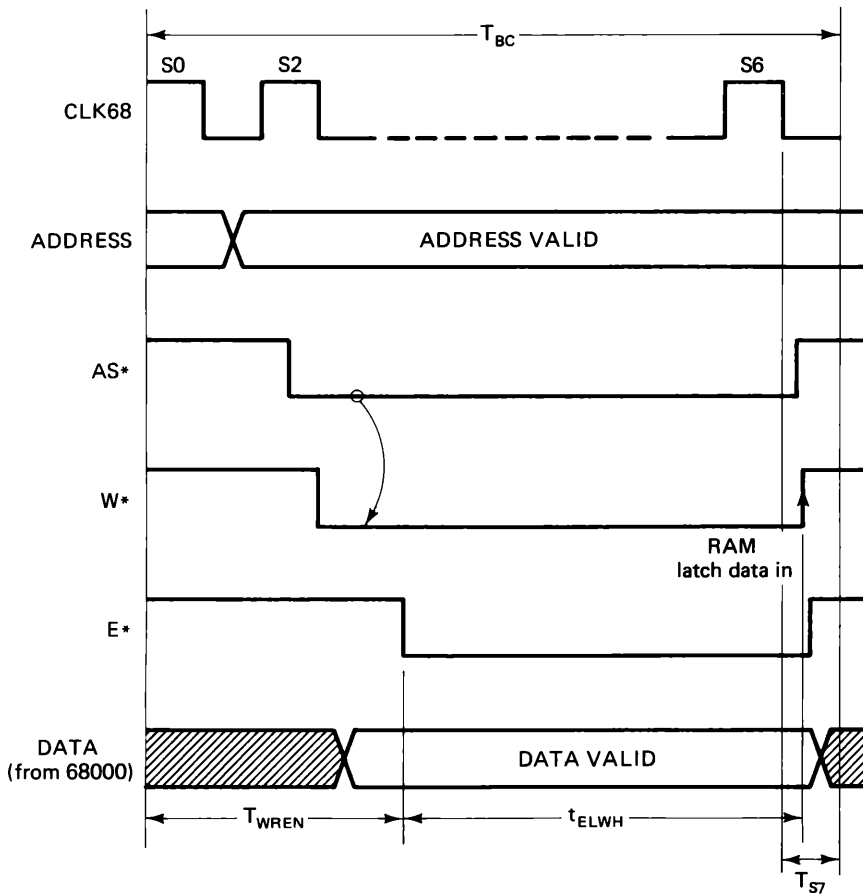 T_BC
S0 S2 S6
CLK68
ADDRESS ADDRESS VALID
AS*
W*
RAM
latch data in
E*
DATA
(from 68000)
DATA VALID
T_WREN t_ELWH
T_S7